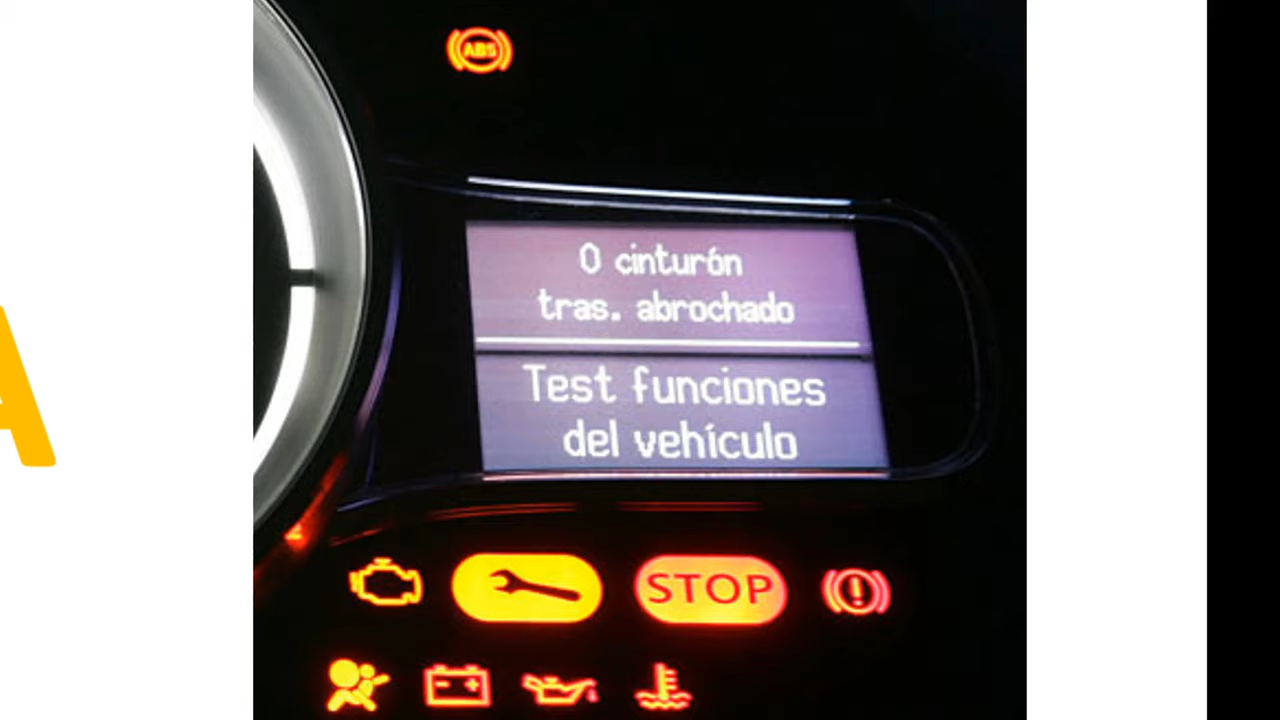 ABS
0 cinturón
tras. abrochado
Test funciones
del vehículo
STOP
A